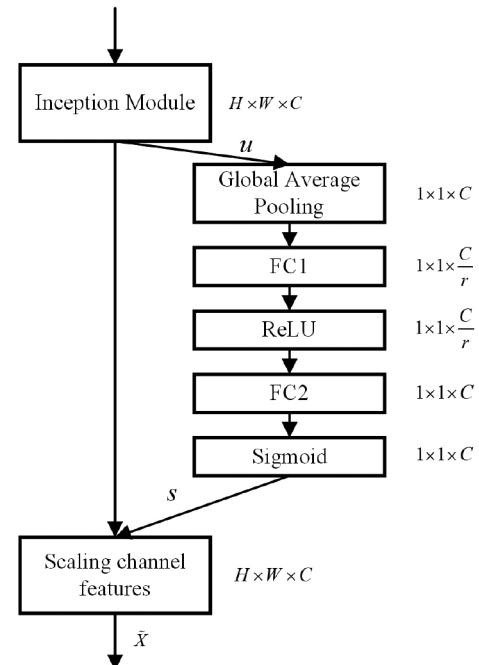 Inception Module
H×W×C
u
Global Average
Pooling
1×1×C
FC1
1×1×C/r
ReLU
1×1×C/r
FC2
1×1×C
Sigmoid
1×1×C
s
Scaling channel
features
H×W×C
X̃